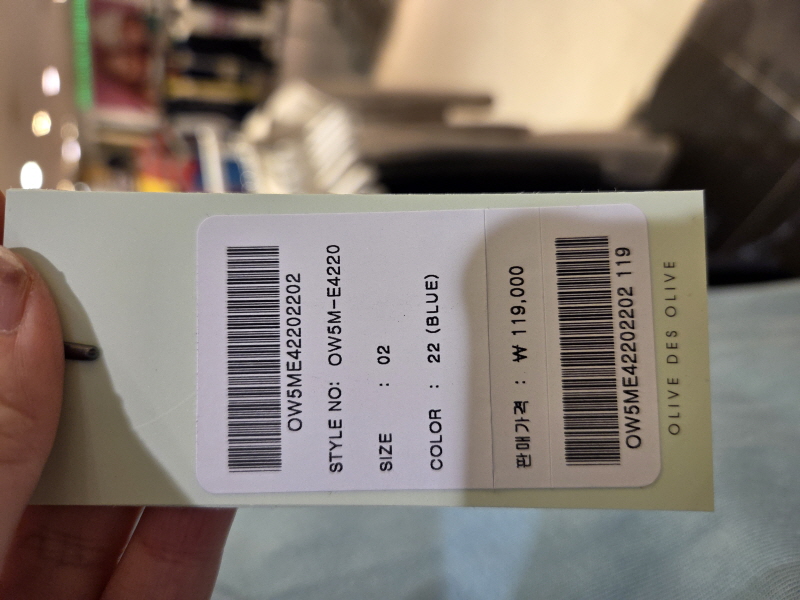 OW5ME42202202
STYLE NO: OW5M-E4220
SIZE : 02
COLOR : 22 (BLUE)
판매가격 : ₩ 119,000
OW5ME42202202 119
OLIVE DES OLIVE